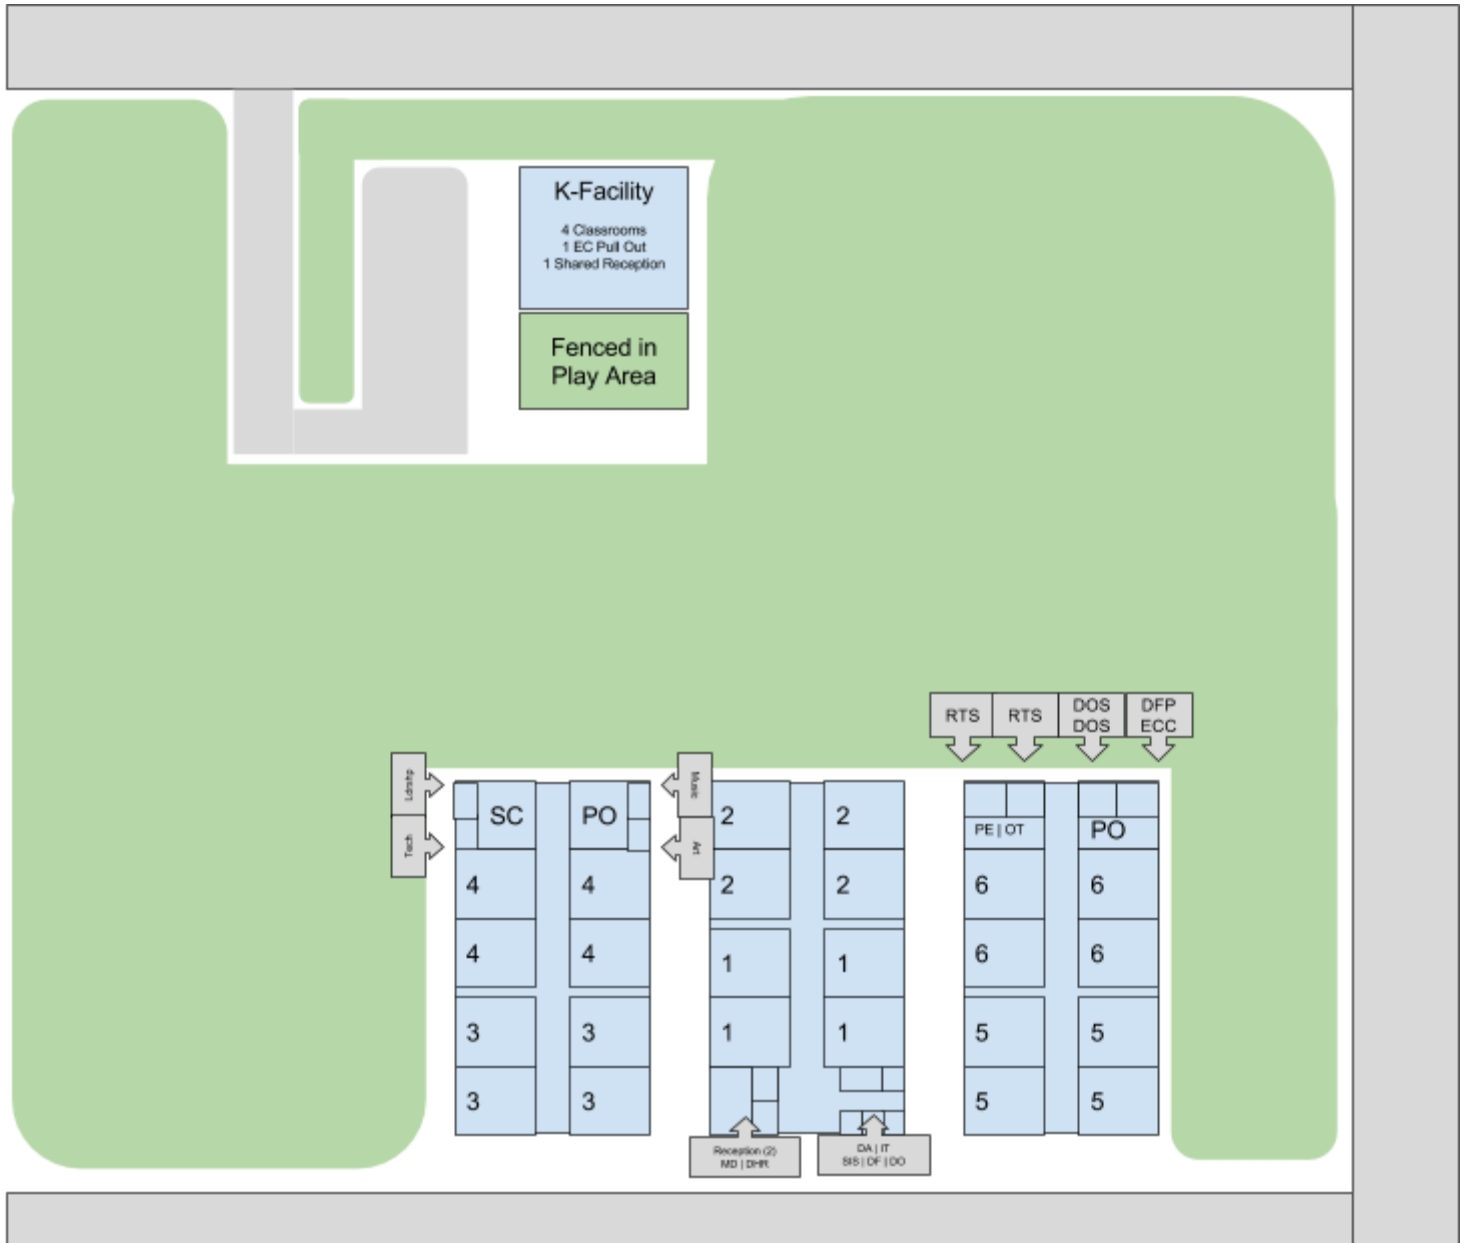 K-Facility
4 Classrooms
1 EC Pull Out
1 Shared Reception
Fenced in
Play Area
RTS
RTS
DOS
DOS
DFP
ECC
Ldrshp
Tech
SC
PO
Music
Art
2
2
PE | OT
PO
4
4
2
2
6
6
4
4
1
1
6
6
3
3
1
1
5
5
3
3
5
5
Reception (2)
MD | DHR
DA | IT
SIS | DF | DO